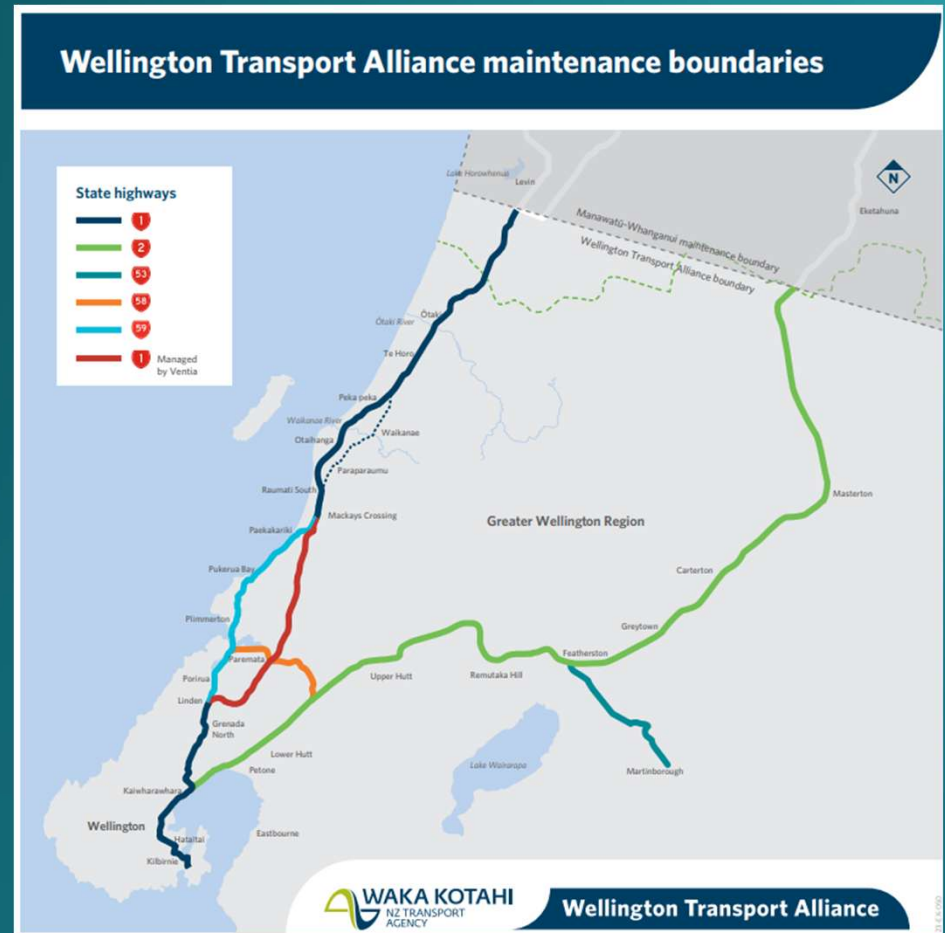 Wellington Transport Alliance maintenance boundaries
State highways
1
2
53
58
59
1 Managed
by Ventia
N
Lake Horowhenua
Levin
Eketahuna
Manawatū-Whanganui maintenance boundary
Wellington Transport Alliance boundary
Ōtaki
Ōtaki River
Te Horo
Peka peka
Waikanae River
Waikanae
Otaihanga
Paraparaumu
Raumati South
Mackays Crossing
Paekakariki
Greater Wellington Region
Masterton
Pukerua Bay
Carterton
Plimmerton
Greytown
Paremata
Featherston
Porirua
Upper Hutt
Remutaka Hill
Linden
Grenada
North
Lower Hutt
Petone
Lake Wairarapa
Martinborough
Kaiwharawhara
Wellington
Eastbourne
Hataitai
Kilbirnie
WAKA KOTAHI
NZ TRANSPORT
AGENCY
Wellington Transport Alliance